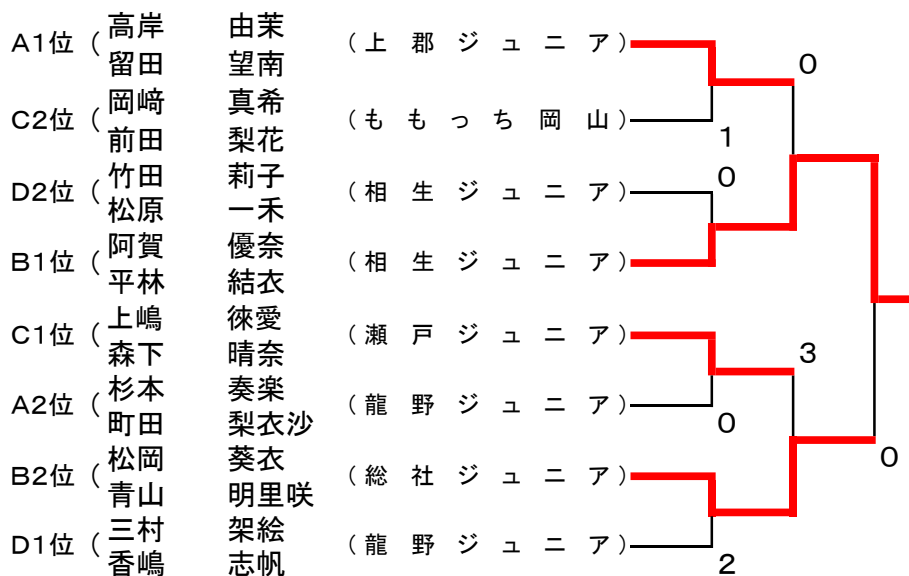 高岸 由茉
A1位 ( (上郡ジュニア) 0
留田 望南
岡﨑 真希
C2位 ( (ももっち岡山)
前田 梨花 1
竹田 莉子 0
D2位 ( (相生ジュニア)
松原 一禾
阿賀 優奈
B1位 ( (相生ジュニア)
平林 結衣
上嶋 徠愛
C1位 ( (瀬戸ジュニア) 3
森下 晴奈
杉本 奏楽
A2位 ( (龍野ジュニア)
町田 梨衣沙 0
松岡 葵衣 0
B2位 ( (総社ジュニア)
青山 明里咲
三村 架絵
D1位 ( (龍野ジュニア)
香嶋 志帆 2